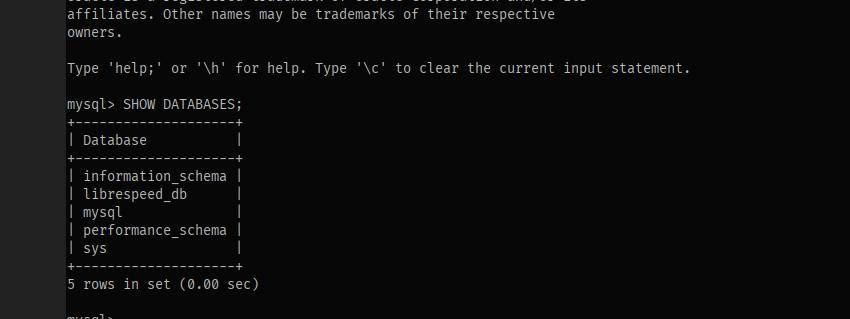 affiliates. Other names may be trademarks of their respective
owners.
Type 'help;' or '\h' for help. Type '\c' to clear the current input statement.
mysql> SHOW DATABASES;
+--------------------+
| Database           |
+--------------------+
| information_schema |
| librespeed_db      |
| mysql              |
| performance_schema |
| sys                |
+--------------------+
5 rows in set (0.00 sec)
mysql>